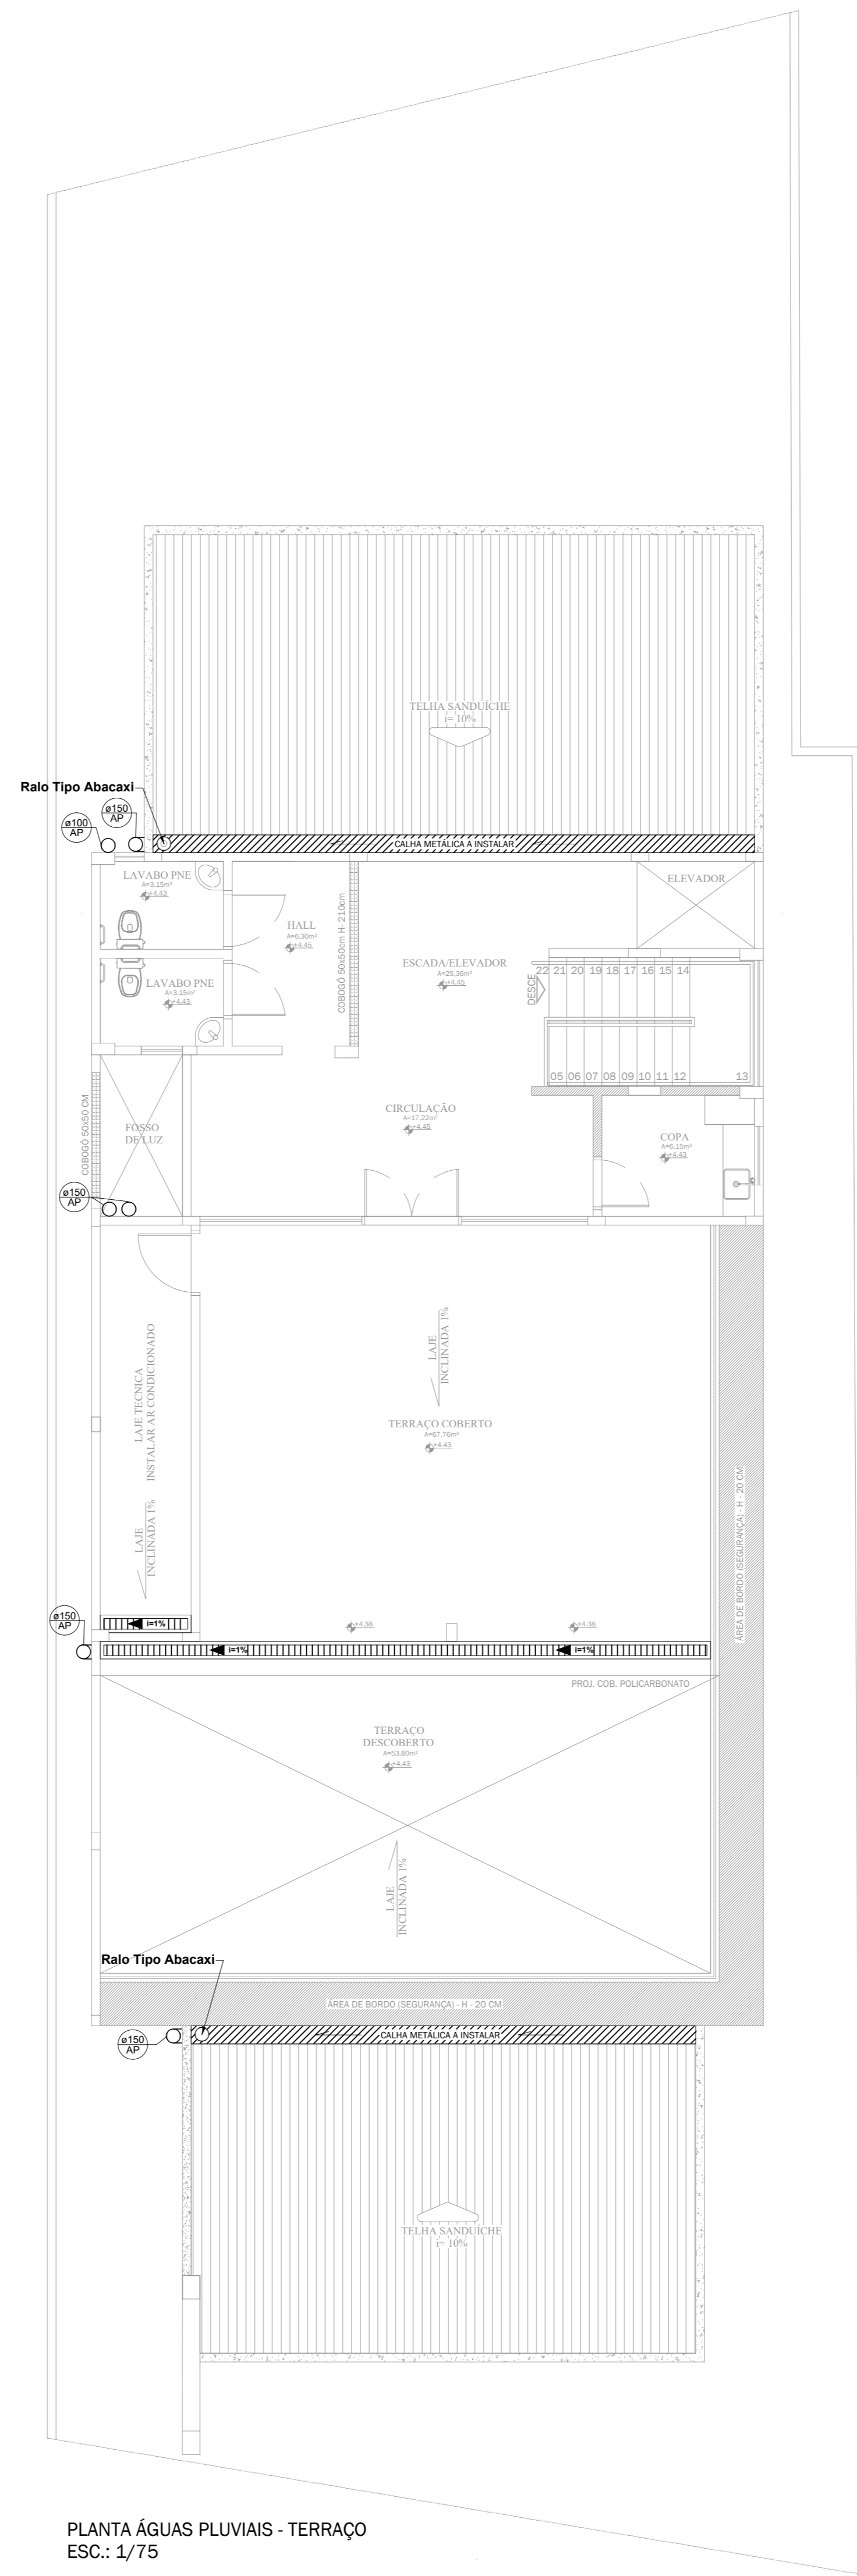 TELHA SANDUÍCHE
i= 10%
Ralo Tipo Abacaxi
ø150
AP
ø100
AP
CALHA METÁLICA A INSTALAR
LAVABO PNE
A=3,15m²
+4.43
ELEVADOR
HALL
A=6,30m²
+4.45
COBOGÓ 50x50cm H- 210cm
ESCADA/ELEVADOR
A=25,36m²
+4.45
22 21 20 19 18 17 16 15 14
DESCE
LAVABO PNE
A=3,15m²
+4.43
05 06 07 08 09 10 11 12 13
COBOGÓ 50x50 CM
FOSSO
DE LUZ
CIRCULAÇÃO
A=17,22m²
+4.45
COPA
A=6,15m²
+4.43
ø150
AP
LAJE
INCLINADA 1%
LAJE TECNICA
INSTALAR AR CONDICIONADO
TERRAÇO COBERTO
A=67,76m²
+4.43
LAJE
INCLINADA 1%
ÁREA DE BORDO (SEGURANÇA) - H - 20 CM
ø150
AP
i=1%
+4.38
+4.38
i=1%
i=1%
PROJ. COB. POLICARBONATO
TERRAÇO
DESCOBERTO
A=53,80m²
+4.43
LAJE
INCLINADA 1%
Ralo Tipo Abacaxi
ÁREA DE BORDO (SEGURANÇA) - H - 20 CM
ø150
AP
CALHA METÁLICA A INSTALAR
TELHA SANDUÍCHE
i= 10%
PLANTA ÁGUAS PLUVIAIS - TERRAÇO
ESC.: 1/75